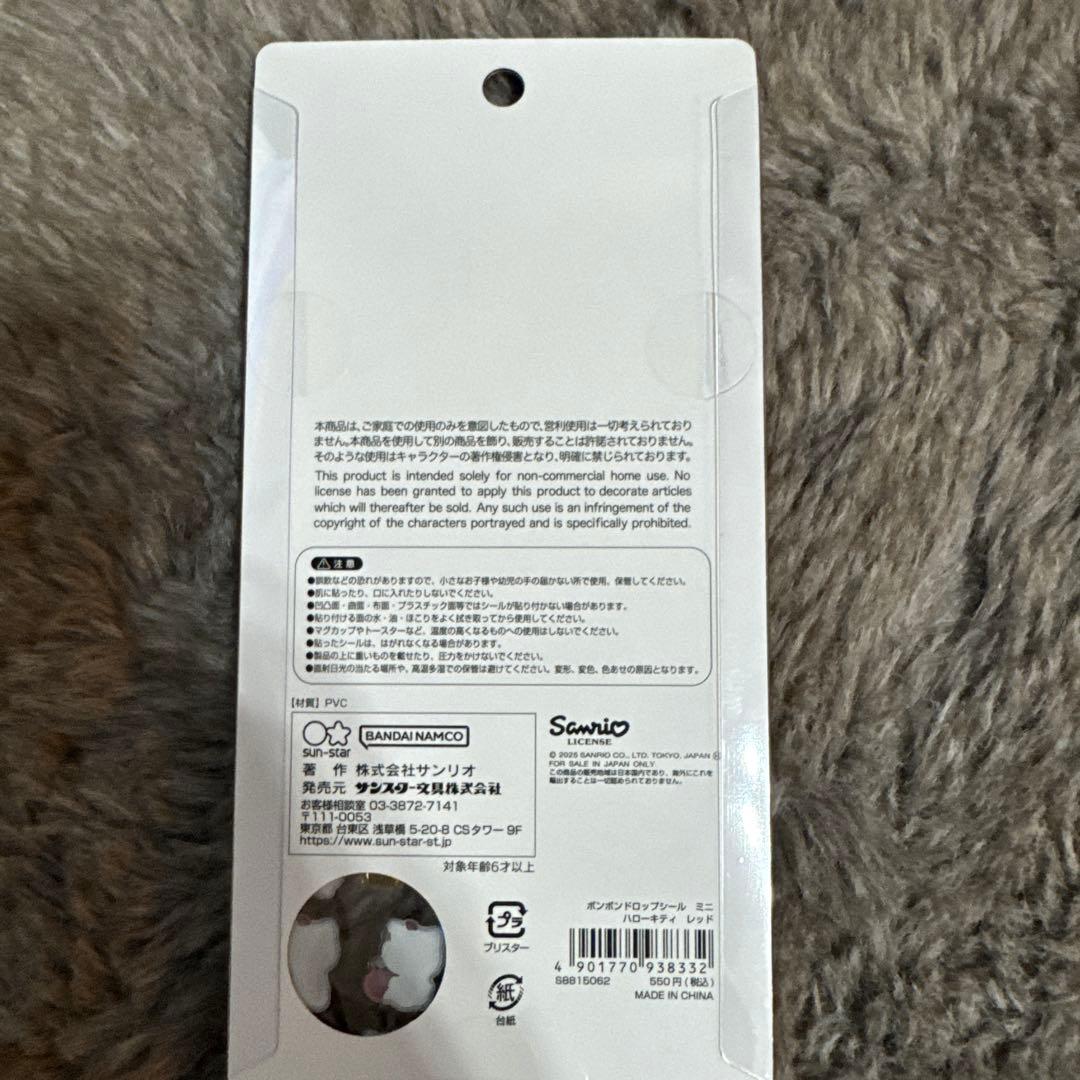 本商品は、ご家庭での使用のみを意図したもので、営利使用は一切考えられており
ません。本商品を使用して別の商品を飾り、販売することは許諾されておりません。
そのような使用はキャラクターの著作権侵害となり、明確に禁じられております。
This product is intended solely for non-commercial home use. No
license has been granted to apply this product to decorate articles
which will thereafter be sold. Any such use is an infringement of the
copyright of the characters portrayed and is specifically prohibited.
注意
●誤飲などの恐れがありますので、小さなお子様や幼児の手の届かない所で使用、保管してください。
●肌に貼ったり、口に入れたりしないでください。
●凹凸面・曲面・布面・プラスチック面等ではシールが貼り付かない場合があります。
●貼り付ける面の水・油・ほこりをよく拭き取ってから使用してください。
●マグカップやトースターなど、温度の高くなるものへの使用はしないでください。
●貼ったシールは、はがれなくなる場合があります。
●製品の上に重いものを載せたり、圧力をかけないでください。
●直射日光の当たる場所や、高温多湿での保管は避けてください。変形、変色、色あせの原因となります。
【材質】PVC
sun-star
BANDAI NAMCO
著 作 株式会社サンリオ
発売元 サンスター文具株式会社
お客様相談室 03-3872-7141
〒111-0053
東京都 台東区 浅草橋 5-20-8 CSタワー 9F
https://www.sun-star-st.jp
対象年齢6才以上
Sanrio
LICENSE
© 2025 SANRIO CO., LTD. TOKYO, JAPAN Ⓗ
FOR SALE IN JAPAN ONLY
この商品の販売地域は日本国内であり、海外にこれを
輸出することは一切認められておりません。
プラ
ブリスター
紙
台紙
ボンボンドロップシール ミニ
ハローキティ レッド
4 901770 938332
S8815062 550円(税込)
MADE IN CHINA